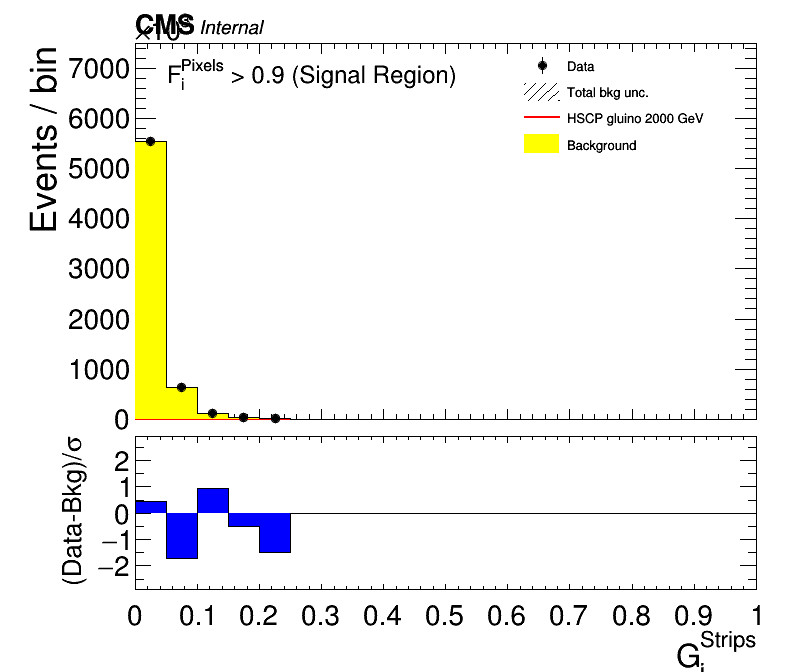 CMS Internal
×10³
7000
6000
5000
4000
3000
2000
1000
0
Events / bin
F_i^Pixels > 0.9 (Signal Region)
Data
Total bkg unc.
HSCP gluino 2000 GeV
Background
2
1
0
−1
−2
(Data-Bkg)/σ
0 0.1 0.2 0.3 0.4 0.5 0.6 0.7 0.8 0.9 1
G_i^Strips